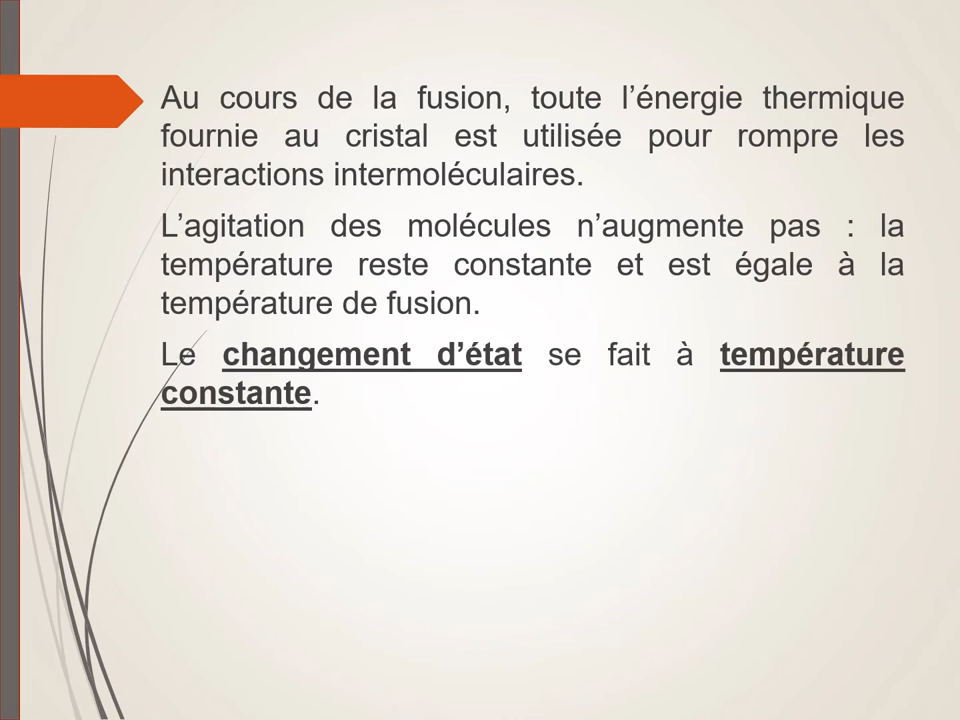 Au cours de la fusion, toute l’énergie thermique
fournie au cristal est utilisée pour rompre les
interactions intermoléculaires.
L’agitation des molécules n’augmente pas : la
température reste constante et est égale à la
température de fusion.
Le changement d’état se fait à température
constante.